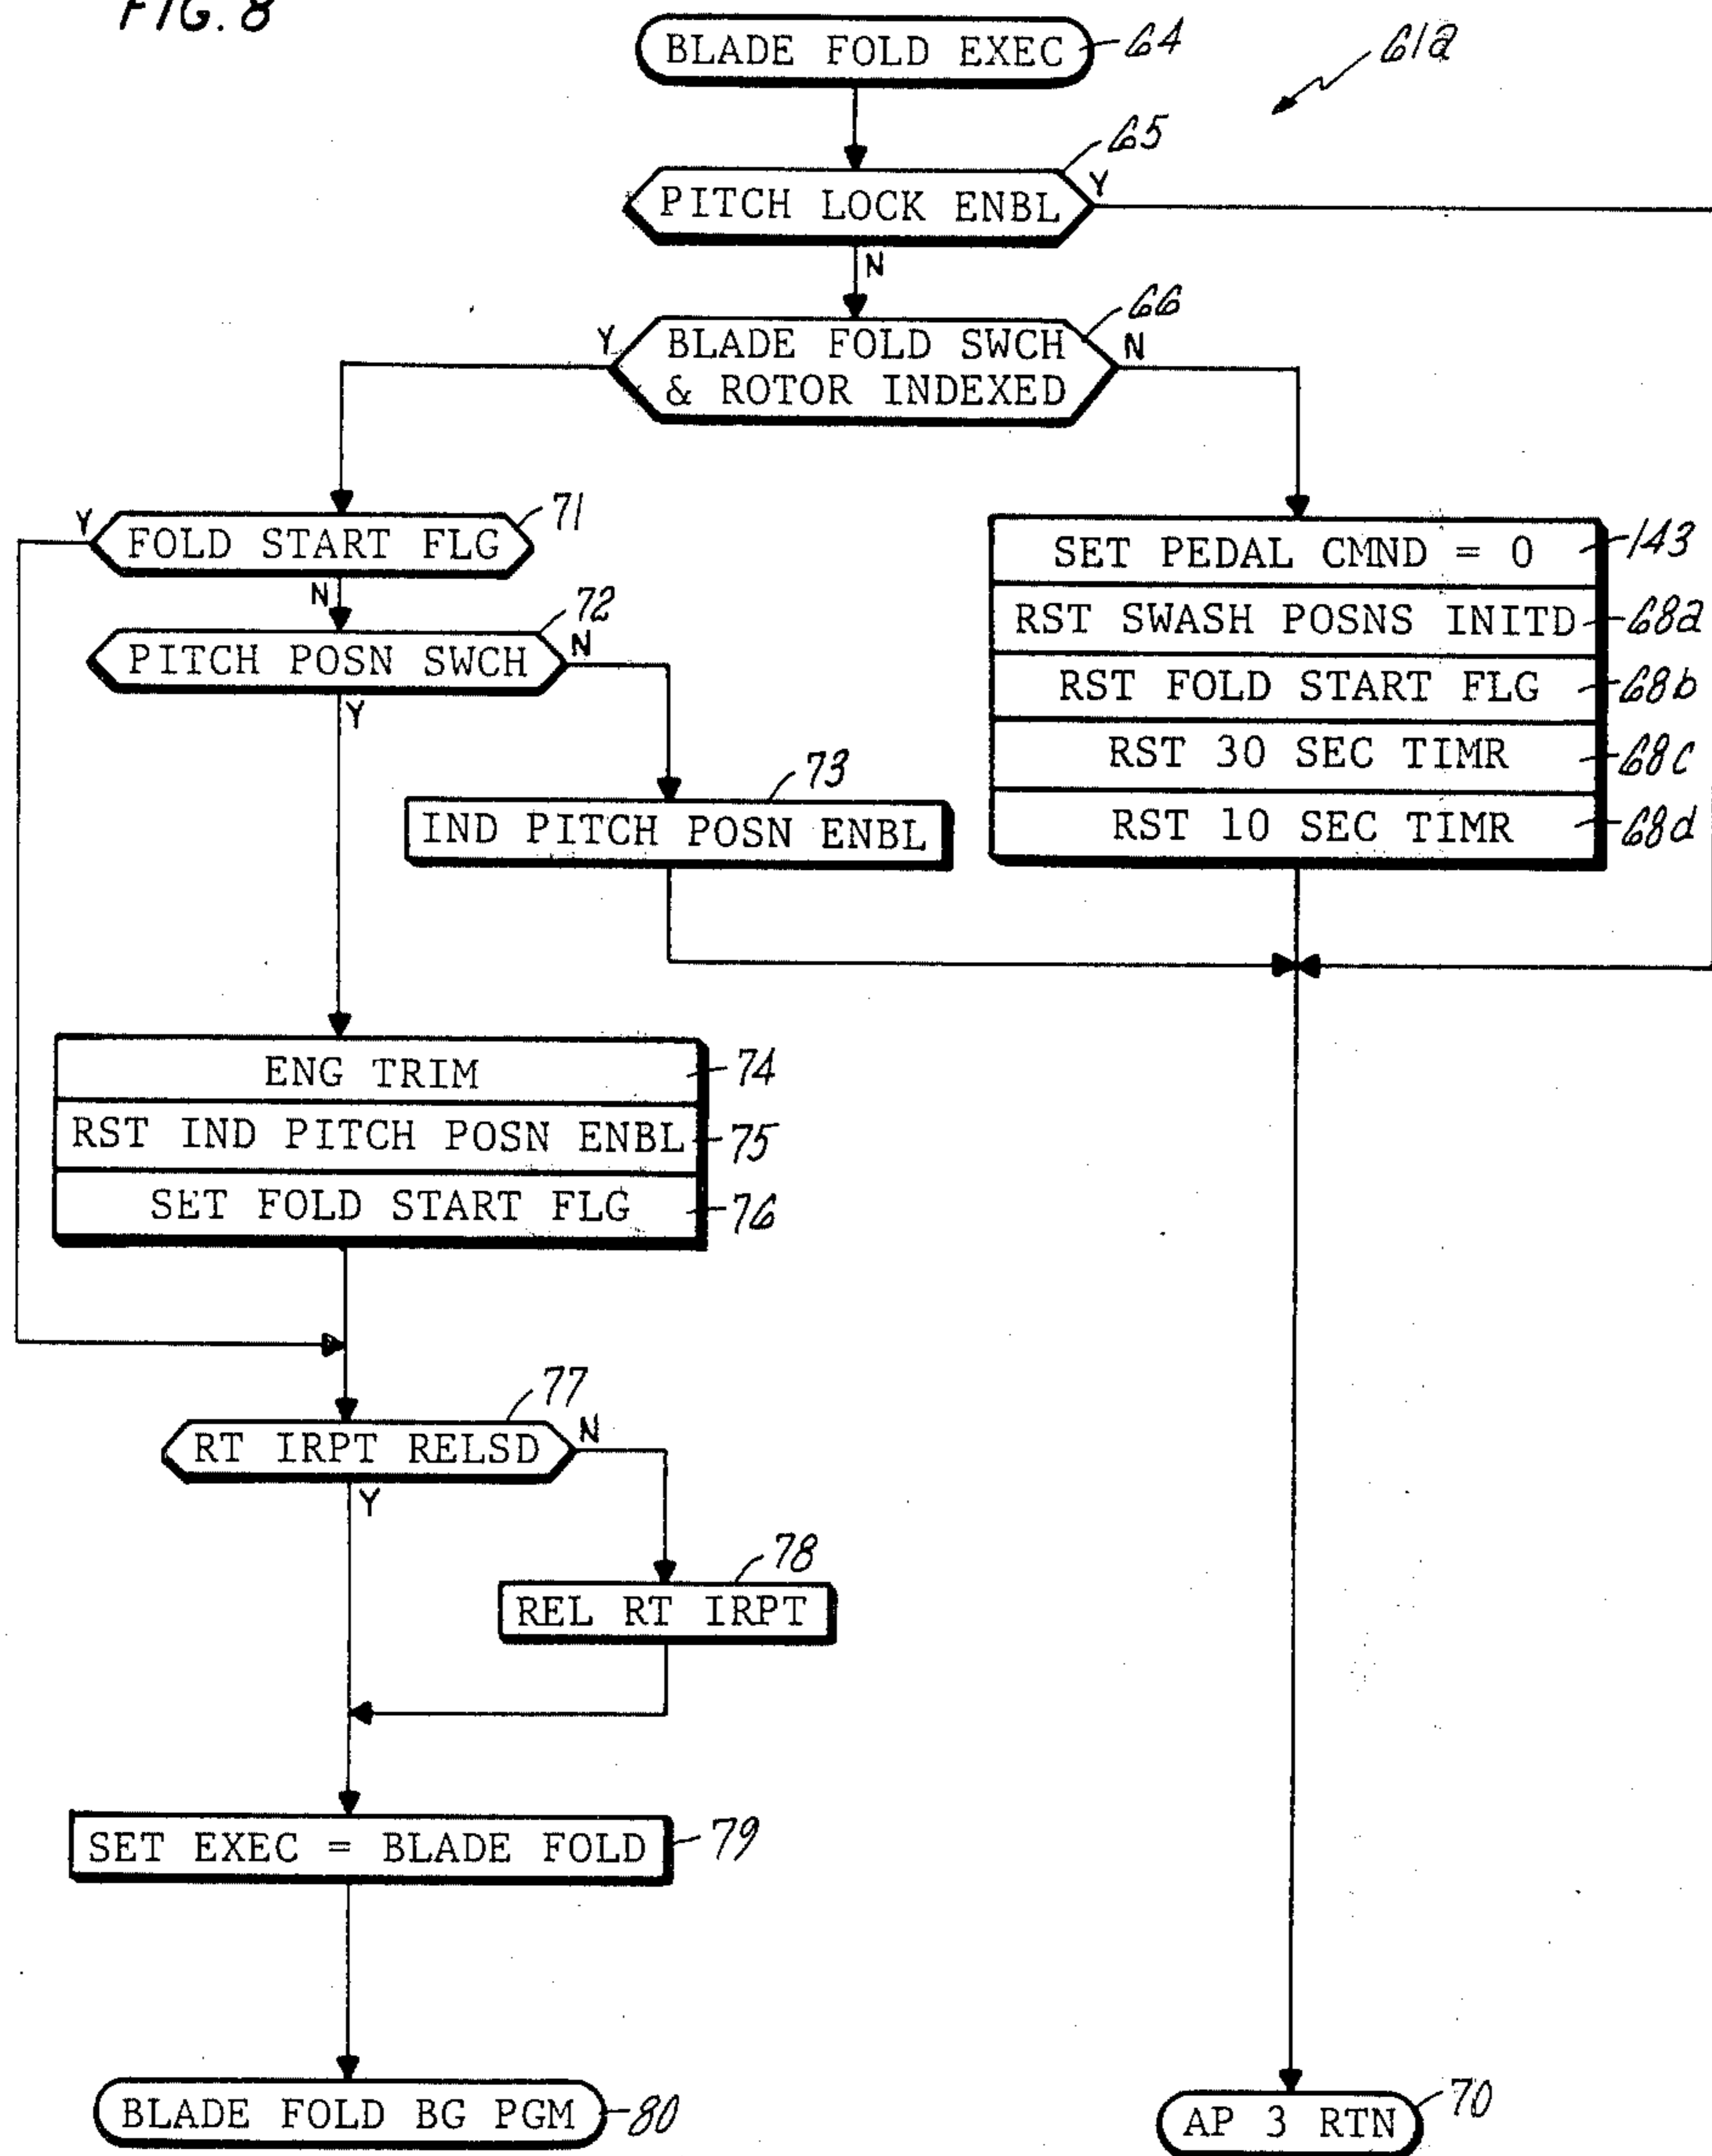 FIG. 8
BLADE FOLD EXEC
64
61a
65
PITCH LOCK ENBL
Y
N
66
Y
BLADE FOLD SWCH
& ROTOR INDEXED
N
71
Y
FOLD START FLG
N
72
PITCH POSN SWCH
N
Y
73
IND PITCH POSN ENBL
SET PEDAL CMND = 0
143
RST SWASH POSNS INITD
68a
RST FOLD START FLG
68b
RST 30 SEC TIMR
68c
RST 10 SEC TIMR
68d
ENG TRIM
74
RST IND PITCH POSN ENBL
75
SET FOLD START FLG
76
77
RT IRPT RELSD
N
Y
78
REL RT IRPT
SET EXEC = BLADE FOLD
79
BLADE FOLD BG PGM
80
AP 3 RTN
70